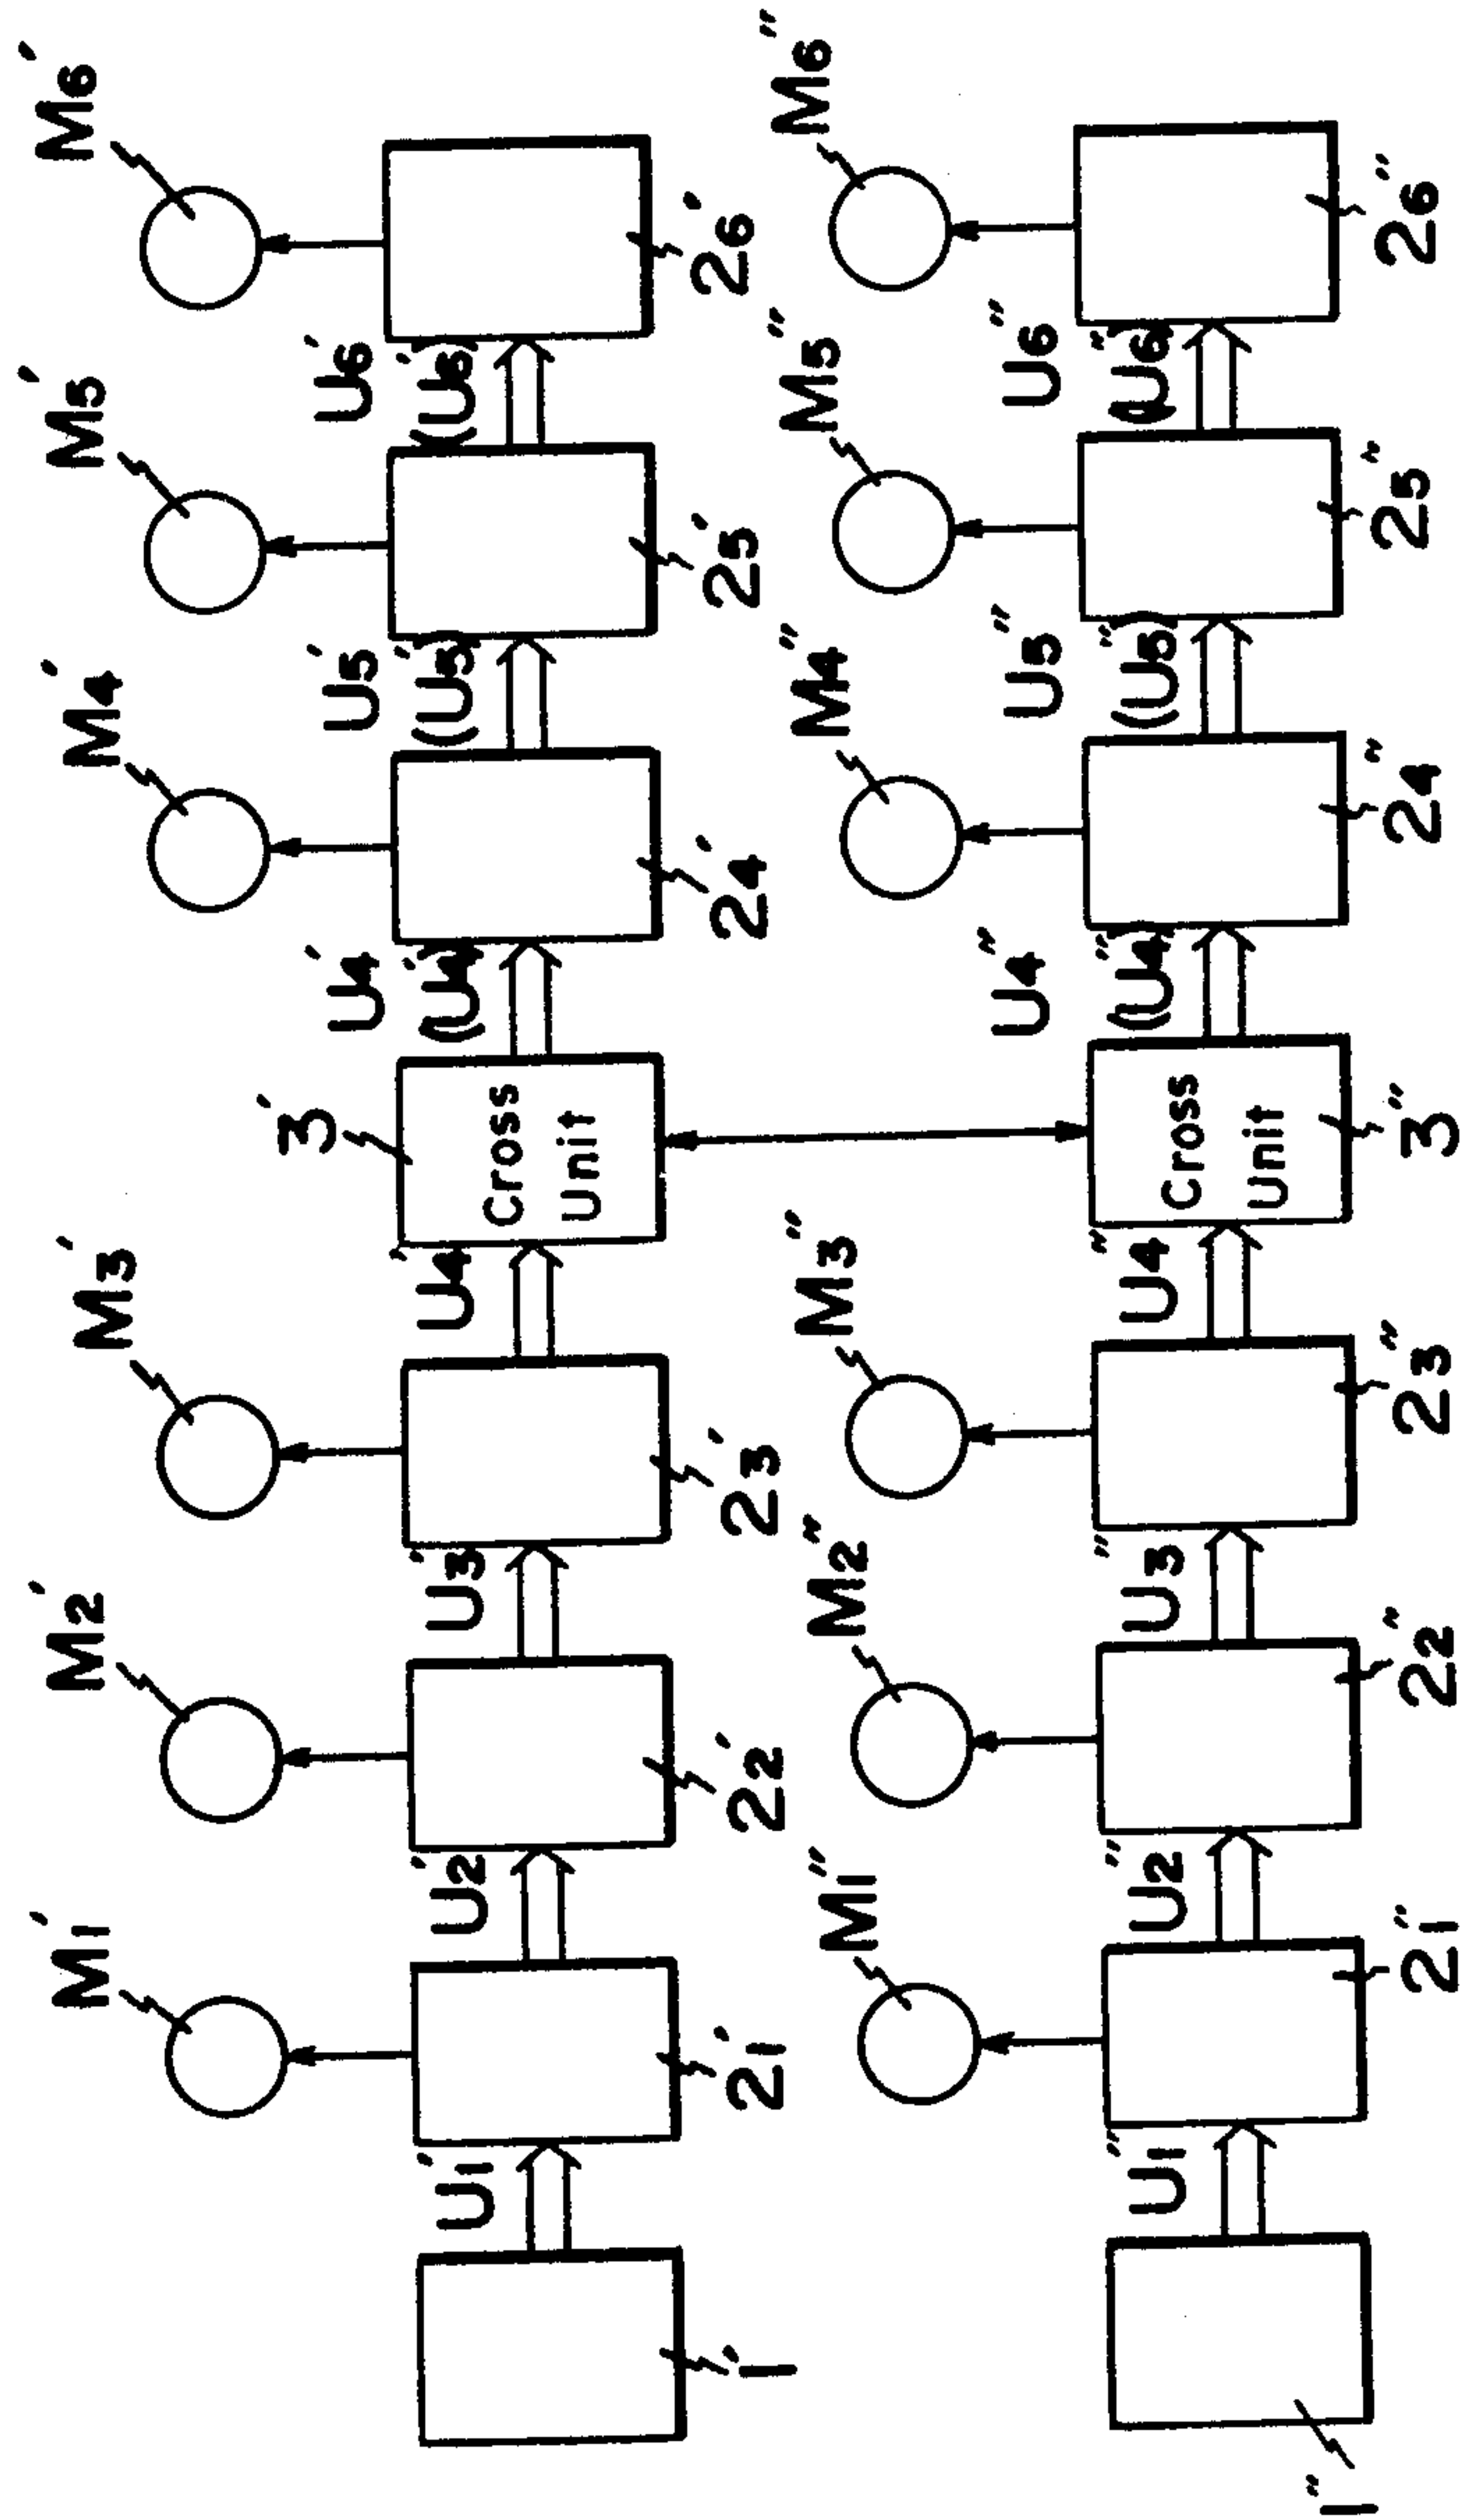 M1' M2' M3' M4' M5' M6'
3' U4' U5' U6'
U1' U2' U3' U4' (U4'') (U5'') (U6'')
Cross
Unit
1' 21' 22' 23' 24' 25' 26'
M1'' M2'' M3'' M4'' M5'' M6''
U4'' U5'' U6''
U1'' U2'' U3'' U4'' (U4'') (U5'') (U6'')
Cross
Unit
1'' 21'' 22'' 23'' 3'' 24'' 25'' 26''